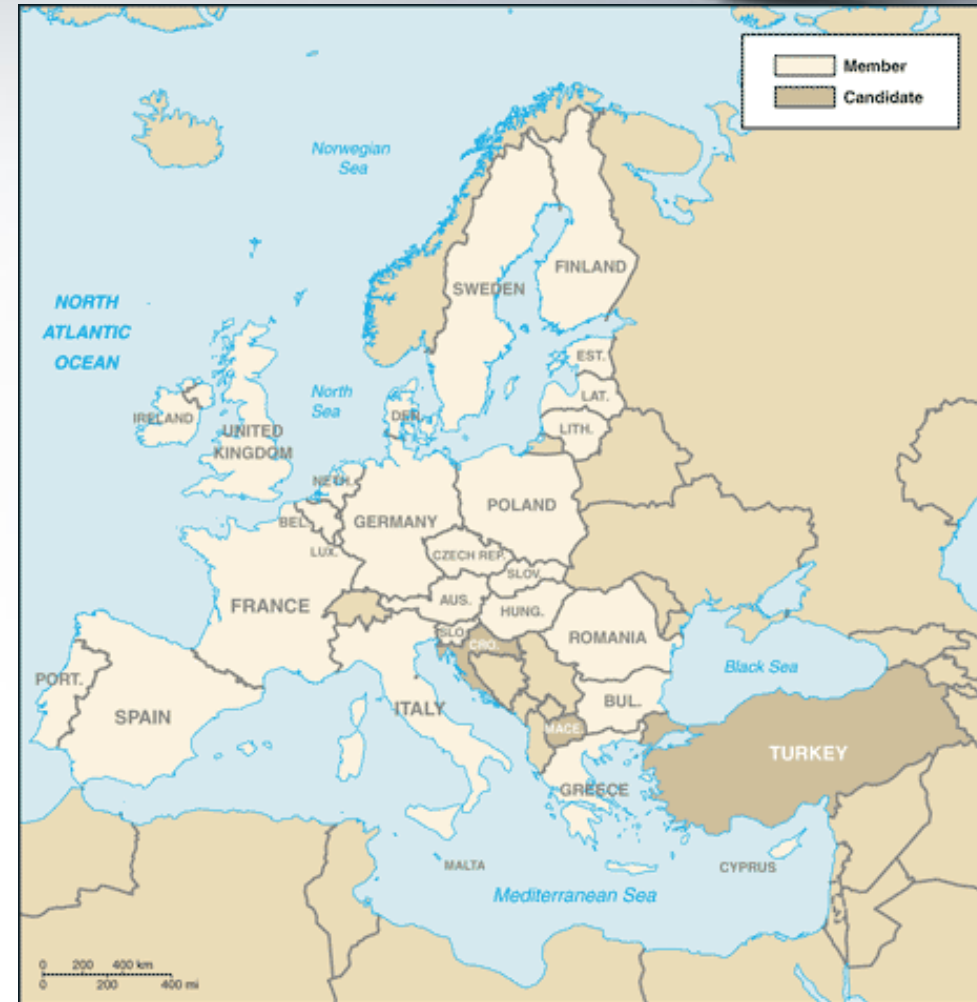 Member
Candidate
Norwegian
Sea
FINLAND
SWEDEN
NORTH
ATLANTIC
OCEAN
EST.
North
Sea
LAT.
DEN.
IRELAND
LITH.
UNITED
KINGDOM
NETH.
POLAND
BEL.
GERMANY
LUX.
CZECH REP.
SLOV.
AUS.
FRANCE
HUNG.
SLO.
CRO.
ROMANIA
Black Sea
PORT.
SPAIN
ITALY
BUL.
MACE.
TURKEY
GREECE
MALTA
CYPRUS
Mediterranean Sea
0 200 400 km
0 200 400 mi